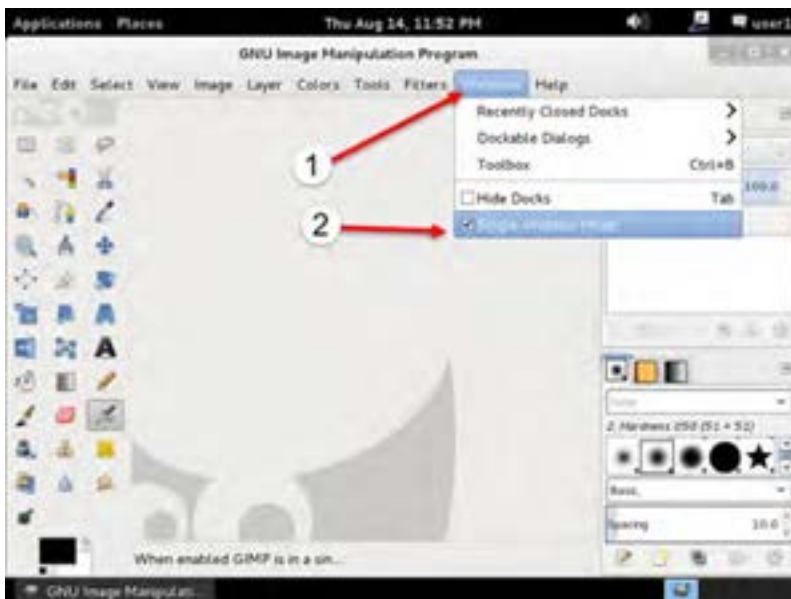 Applications Places Thu Aug 14, 11:52 PM user1
GNU Image Manipulation Program
File Edit Select View Image Layer Colors Tools Filters Windows Help
Recently Closed Docks
Dockable Dialogs
Toolbox Ctrl+B
Hide Docks Tab
Single-Window Mode
1
2
100.0
2. Hardness 050 (51 × 51)
Basic,
Spacing 10.0
When enabled GIMP is in a sin...
GNU Image Manipulati...